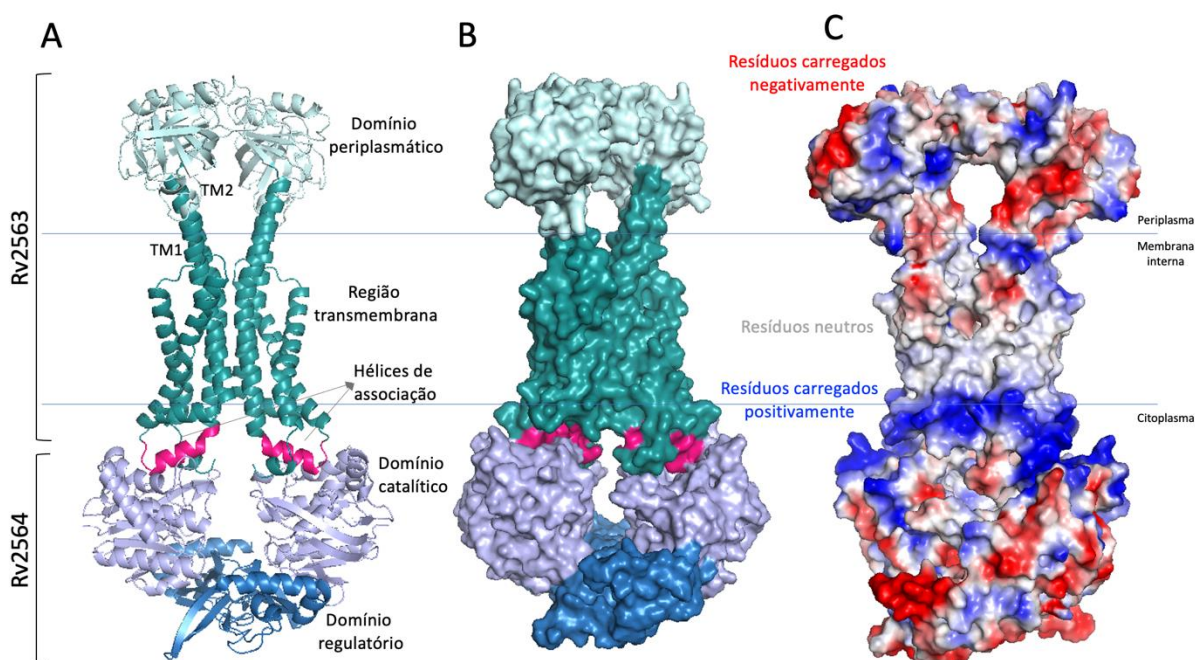 A
B
C
Rv2563
Rv2564
Domínio
periplasmático
TM2
TM1
Região
transmembrana
Hélices de
associação
Domínio
catalítico
Domínio
regulatório
Resíduos carregados
negativamente
Periplasma
Membrana
interna
Resíduos neutros
Resíduos carregados
positivamente
Citoplasma